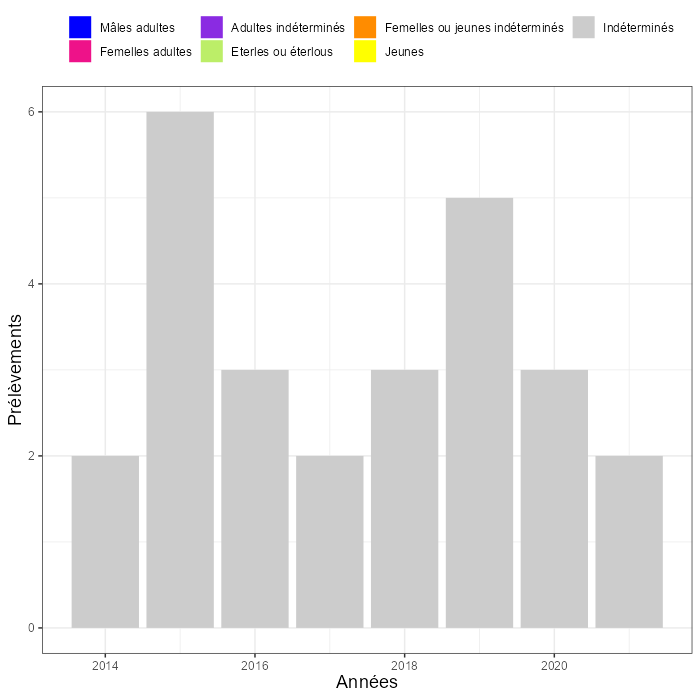 Mâles adultes Adultes indéterminés Femelles ou jeunes indéterminés Indéterminés
Femelles adultes Eterles ou éterlous Jeunes
6
4
2
0
Prélèvements
2014 2016 2018 2020
Années